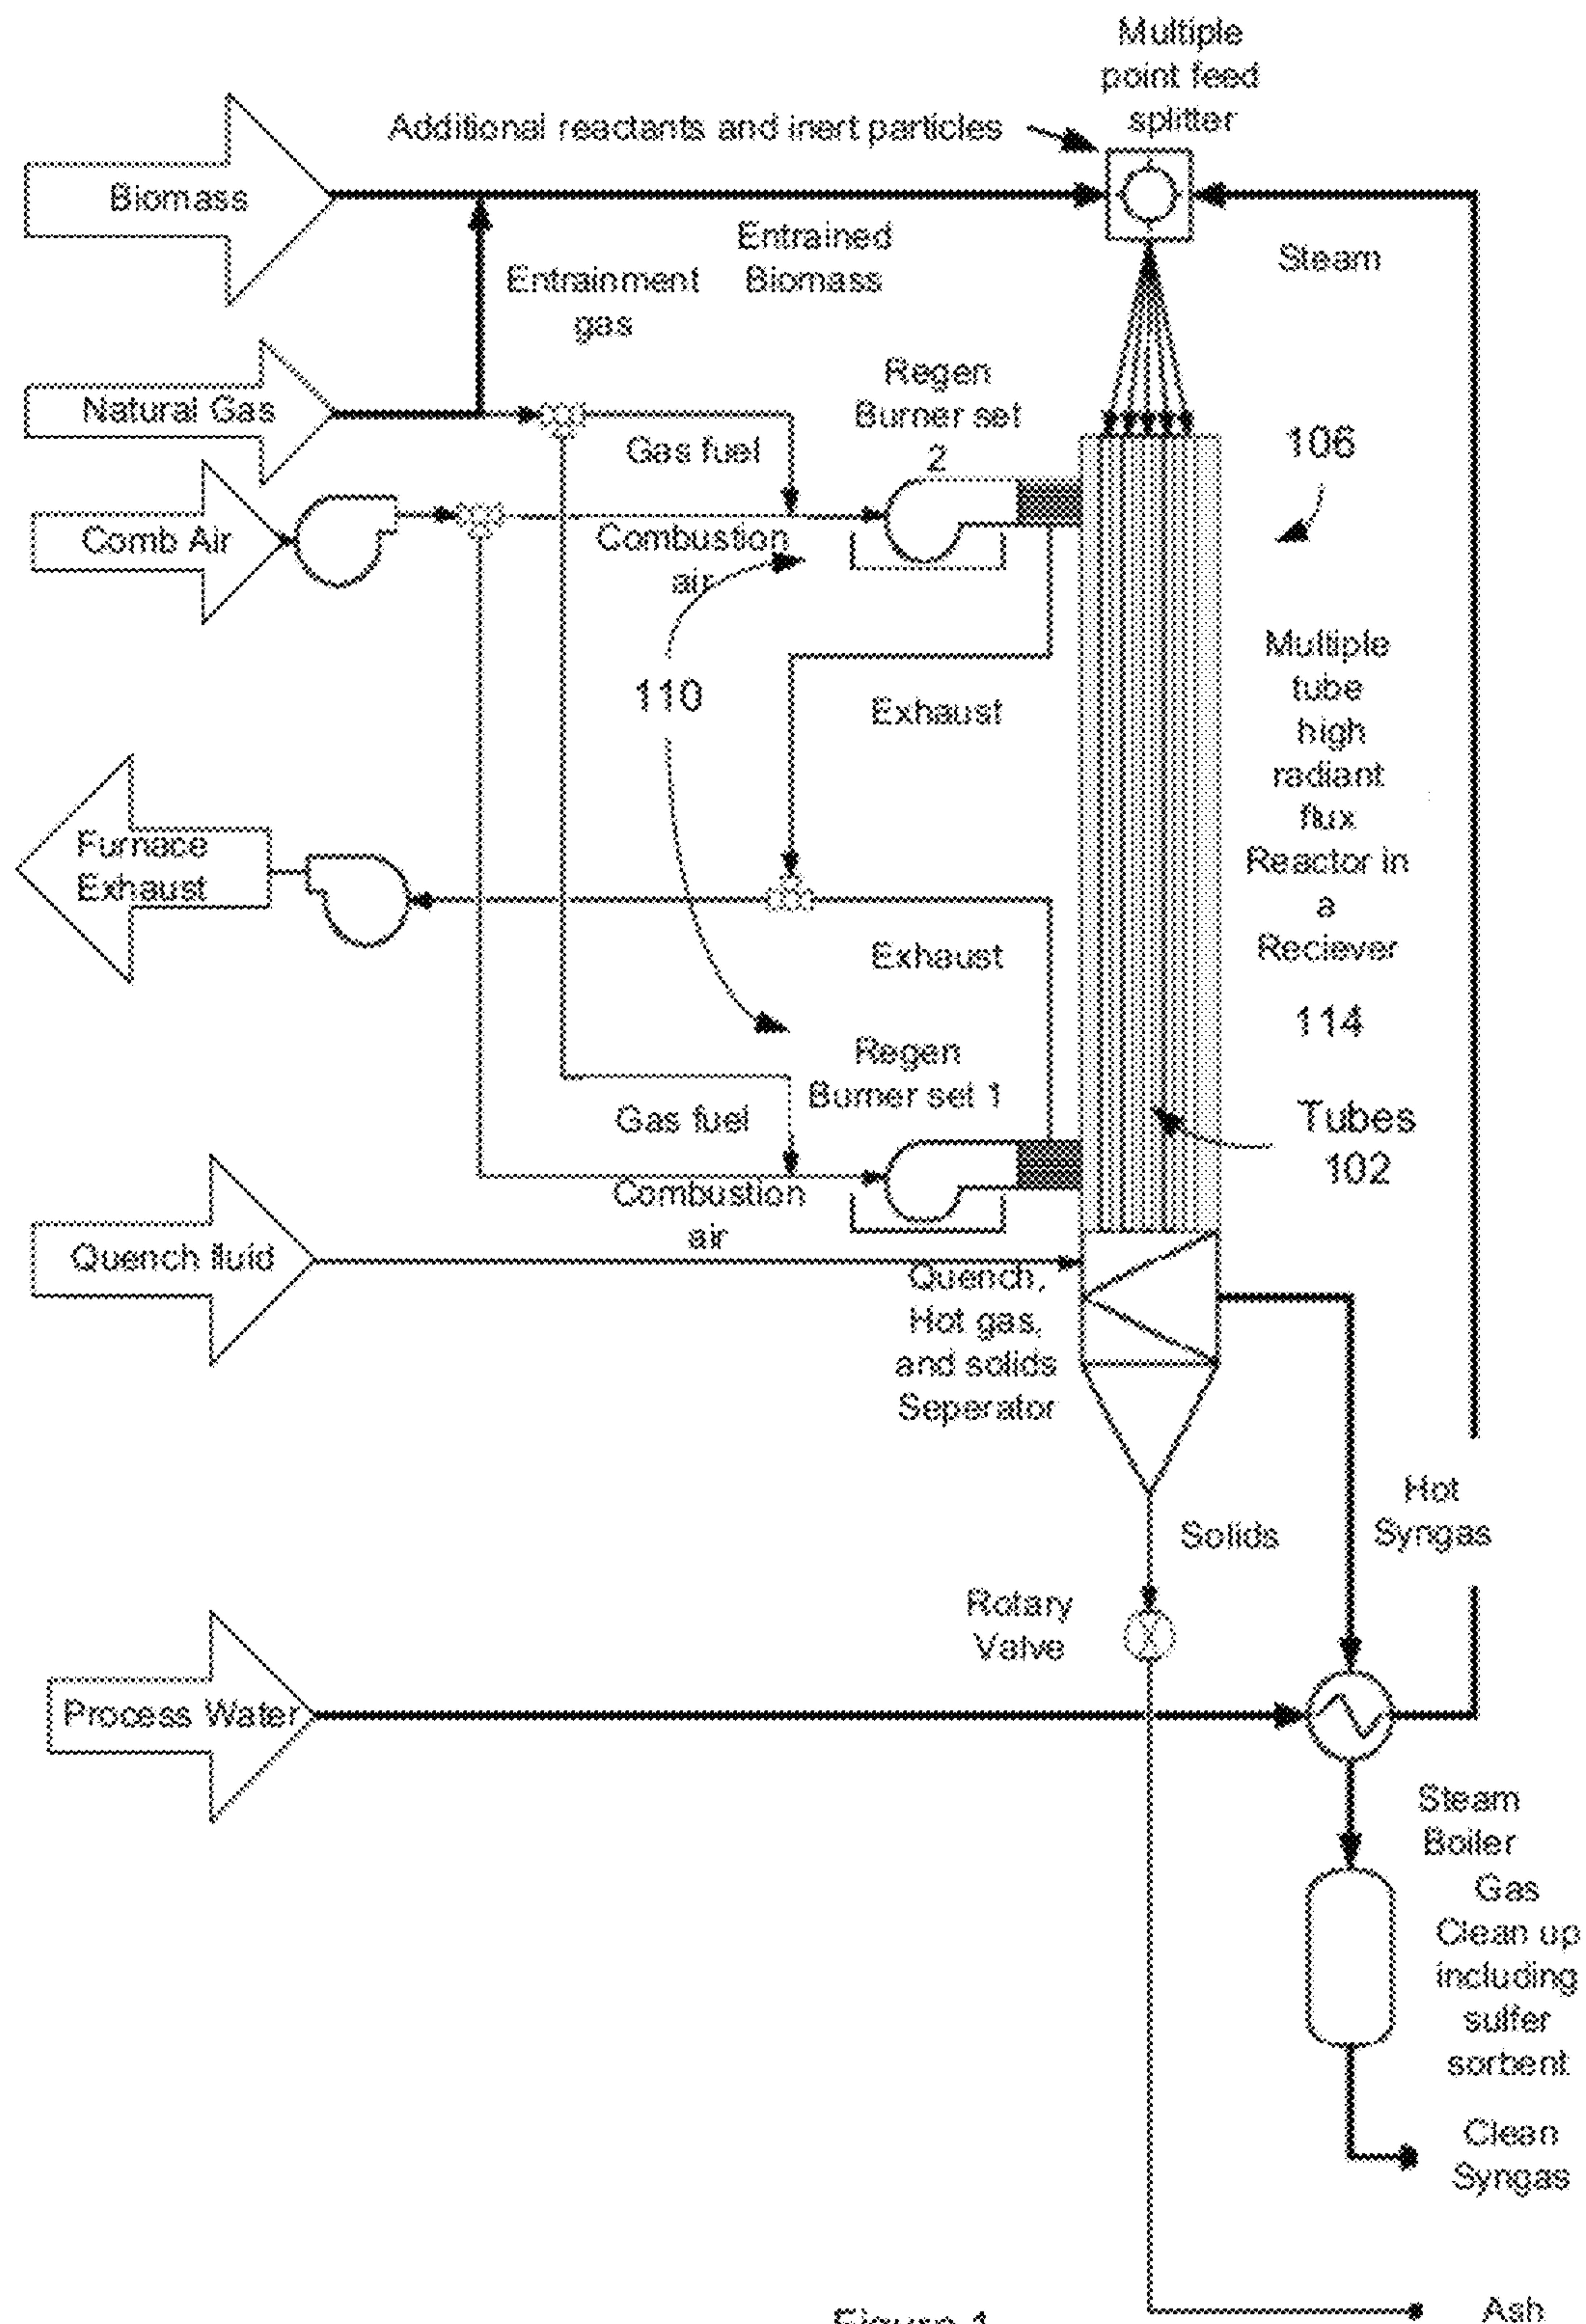 Multiple
point feed
splitter
Additional reactants and inert particles
Biomass
Entrained
Biomass
Steam
Entrainment
gas
Natural Gas
Regen
Burner set
2
106
Gas fuel
Comb Air
Combustion
air
Multiple
tube
high
radiant
flux
Reactor in
a
Reciever
110
Exhaust
Furnace
Exhaust
Exhaust
114
Regen
Burner set 1
Gas fuel
Tubes
102
Combustion
air
Quench fluid
Quench,
Hot gas,
and solids
Seperator
Hot
Syngas
Solids
Rotary
Valve
Process Water
Steam
Boiler
Gas
Clean up
including
sulfer
sorbent
Clean
Syngas
Ash
Figure 1